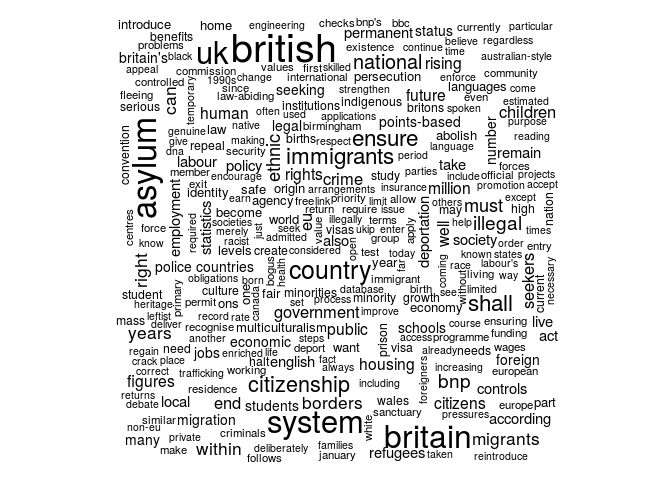 introduce home engineering checks bnp's bbc currently particular
benefits permanent status
problems uk british existence continue believe regardless
britain's black time
appeal commission values first skilled national rising australian-style
controlled 1990s change international persecution enforce community
fleeing temporary since seeking strengthen languages come
serious can law-abiding institutions indigenous future even estimated
human often used applications britons spoken children
genuine law native legal birmingham points-based purpose
convention asylum give making births respect ensure abolish number reading
dna repeal security ethnic language remain
labour policy immigrants period parties take forces
member encourage rights crime study include official projects
exit safe origin arrangements insurance million promotion accept
employment identity earn agency free link priority limit allow others except
required statistics become eu return require issue deportation may must high nation
centres societies world value visas ukip enter well help illegal times
force merely just seek illegally terms apply
know racist admitted also group society order entry
right levels create considered open test today known states
police countries bogus health country year fair coming race without labour's
student obligations born immigrant living way seekers current necessary
heritage primary culture one fair minorities database birth see limited
permit ons canada set process minority growth economy shall
mass leftist record rate government improve
deliver recognise multiculturalism public schools course ensuring live
years another economic steps prison access programme funding act
regain need jobs enriched life deport want visa already needs wages
crack place halt english fact housing foreigners increasing foreign
correct trafficking working always european
figures residence citizenship including bnp controls
returns local end students borders wales citizens europe part
debate sanctuary pressures
similar migration system white according
non-eu criminals
many private within deliberately families britain migrants
make follows january refugees taken reintroduce